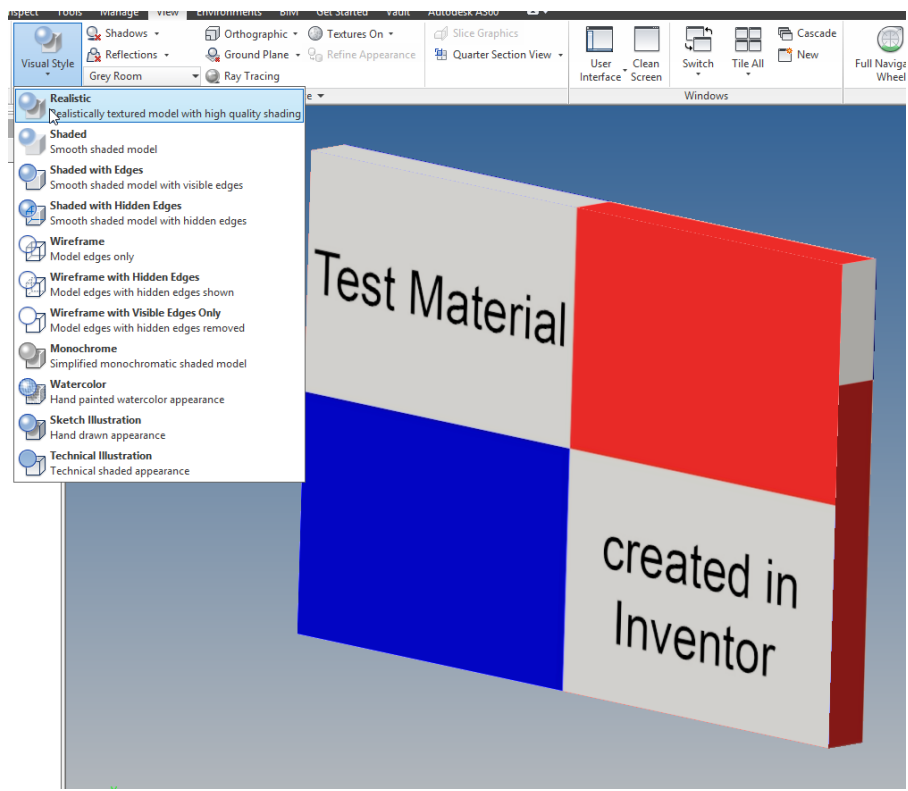 Inspect Tools Manage View Environments BIM Get Started Vault Autodesk A360
Visual Style
Shadows
Reflections
Grey Room
Orthographic
Ground Plane
Ray Tracing
Textures On
Refine Appearance
Slice Graphics
Quarter Section View
User Interface
Clean Screen
Switch
Tile All
Cascade
New
Full Naviga
Wheel
Windows
Realistic
Realistically textured model with high quality shading
Shaded
Smooth shaded model
Shaded with Edges
Smooth shaded model with visible edges
Shaded with Hidden Edges
Smooth shaded model with hidden edges
Wireframe
Model edges only
Wireframe with Hidden Edges
Model edges with hidden edges shown
Wireframe with Visible Edges Only
Model edges with hidden edges removed
Monochrome
Simplified monochromatic shaded model
Watercolor
Hand painted watercolor appearance
Sketch Illustration
Hand drawn appearance
Technical Illustration
Technical shaded appearance
Test Material
created in
Inventor